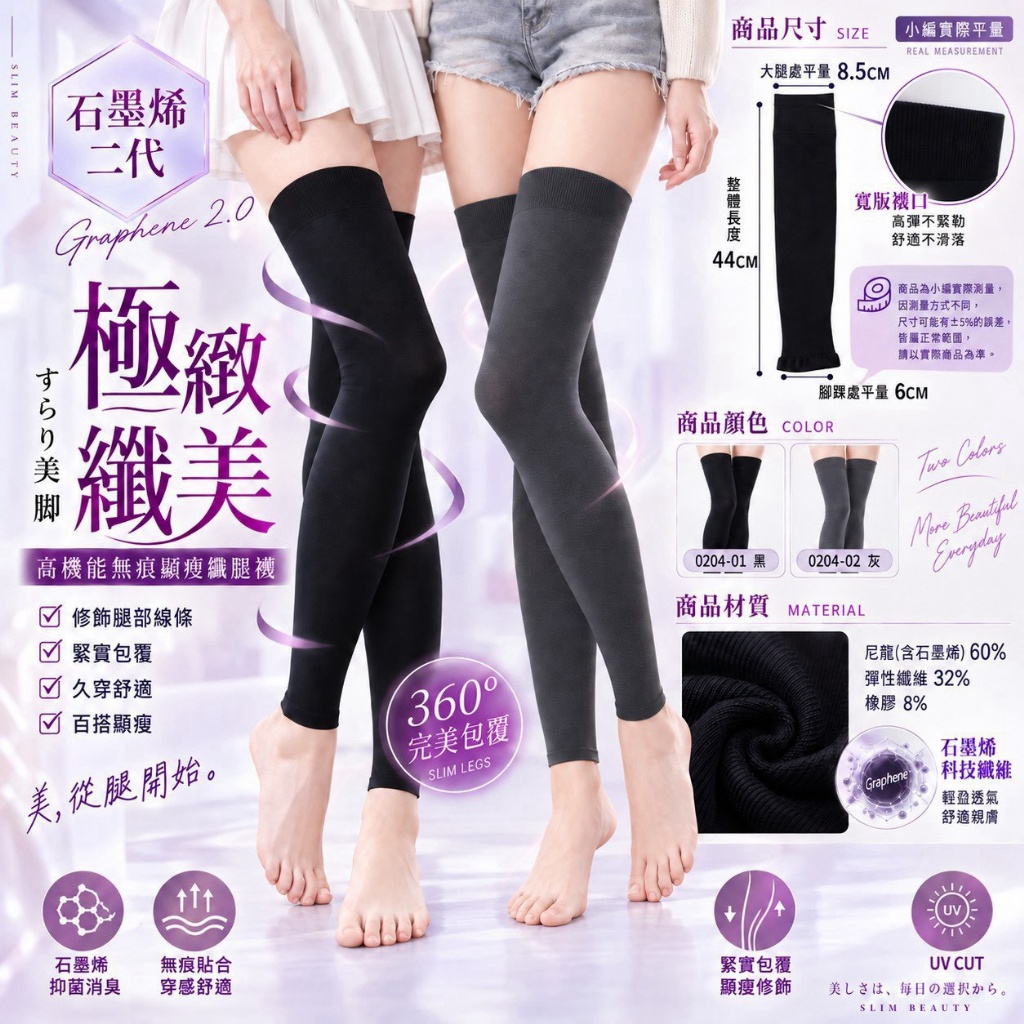 SLIM BEAUTY
石墨烯
二代
Graphene 2.0
極緻
纖美
すらり美脚
高機能無痕顯瘦纖腿襪
修飾腿部線條
緊實包覆
久穿舒適
百搭顯瘦
美,從腿開始。
360°
完美包覆
SLIM LEGS
商品尺寸 SIZE
小編實際平量
REAL MEASUREMENT
大腿處平量 8.5CM
整體長度
44CM
寬版襪口
高彈不緊勒
舒適不滑落
商品為小編實際測量，
因測量方式不同，
尺寸可能有±5%的誤差，
皆屬正常範圍，
請以實際商品為準。
腳踝處平量 6CM
商品顏色 COLOR
0204-01 黑
0204-02 灰
Two Colors
More Beautiful
Everyday
商品材質 MATERIAL
尼龍(含石墨烯) 60%
彈性纖維 32%
橡膠 8%
Graphene
石墨烯
科技纖維
輕盈透氣
舒適親膚
石墨烯
抑菌消臭
無痕貼合
穿感舒適
緊實包覆
顯瘦修飾
UV
UV CUT
美しさは、毎日の選択から。
SLIM BEAUTY